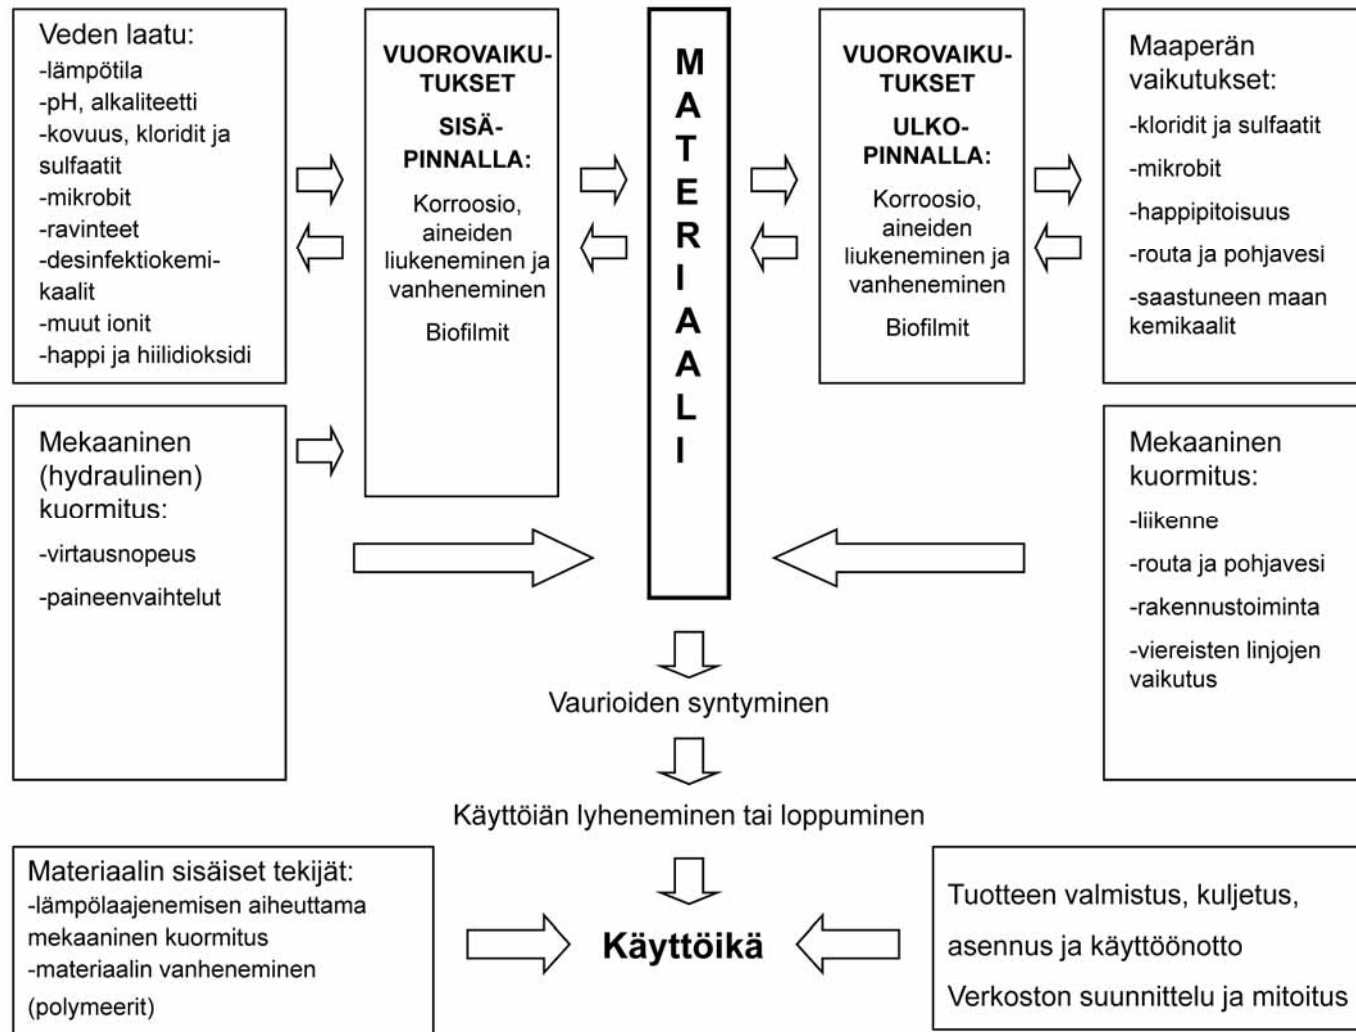 Veden laatu:
-lämpötila
-pH, alkaliteetti
-kovuus, kloridit ja
sulfaatit
-mikrobit
-ravinteet
-desinfektiokemi-
kaalit
-muut ionit
-happi ja hiilidioksidi
VUOROVAIKU-
TUKSET
SISÄ-
PINNALLA:
Korroosio,
aineiden
liukeneminen ja
vanheneminen
Biofilmit
M
A
T
E
R
I
A
A
L
I
VUOROVAIKU-
TUKSET
ULKO-
PINNALLA:
Korroosio,
aineiden
liukeneminen ja
vanheneminen
Biofilmit
Maaperän
vaikutukset:
-kloridit ja sulfaatit
-mikrobit
-happipitoisuus
-routa ja pohjavesi
-saastuneen maan
kemikaalit
Mekaaninen
(hydraulinen)
kuormitus:
-virtausnopeus
-paineenvaihtelut
Mekaaninen
kuormitus:
-liikenne
-routa ja pohjavesi
-rakennustoiminta
-viereisten linjojen
vaikutus
Vaurioiden syntyminen
Käyttöiän lyheneminen tai loppuminen
Materiaalin sisäiset tekijät:
-lämpölaajenemisen aiheuttama
mekaaninen kuormitus
-materiaalin vanheneminen
(polymeerit)
Käyttöikä
Tuotteen valmistus, kuljetus,
asennus ja käyttöönotto
Verkoston suunnittelu ja mitoitus